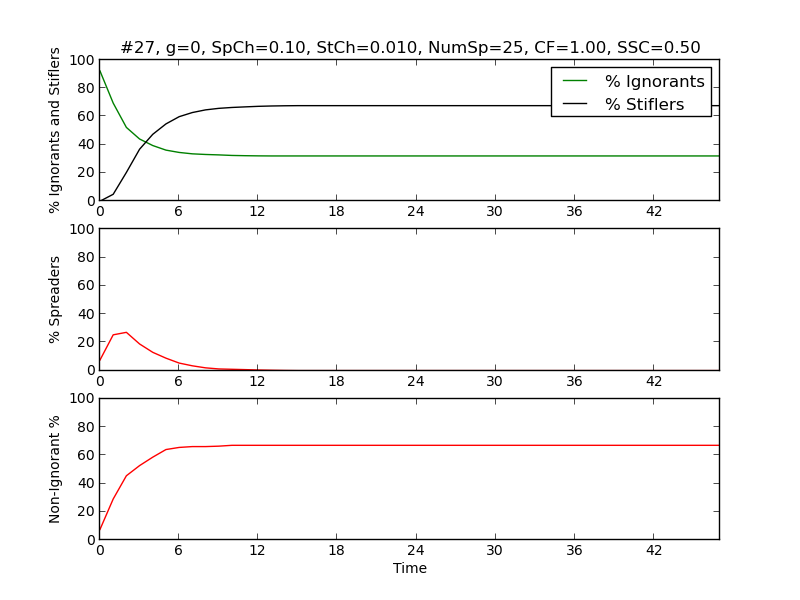 #27, g=0, SpCh=0.10, StCh=0.010, NumSp=25, CF=1.00, SSC=0.50
% Ignorants and Stiflers
100
80
60
40
20
0
% Ignorants
% Stiflers
0 6 12 18 24 30 36 42
% Spreaders
100
80
60
40
20
0
0 6 12 18 24 30 36 42
Non-Ignorant %
100
80
60
40
20
0
0 6 12 18 24 30 36 42
Time